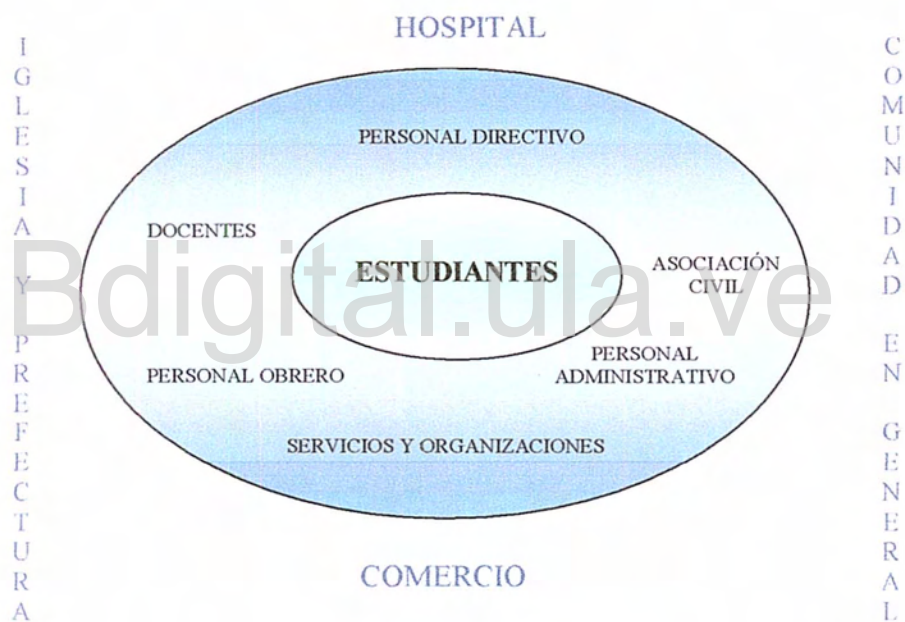 HOSPITAL
IGLESIA Y PREFECTURA
COMUNIDAD EN GENERAL
PERSONAL DIRECTIVO
DOCENTES
ESTUDIANTES
ASOCIACIÓN
CIVIL
Bdigital.ula.ve
PERSONAL
ADMINISTRATIVO
PERSONAL OBRERO
SERVICIOS Y ORGANIZACIONES
COMERCIO